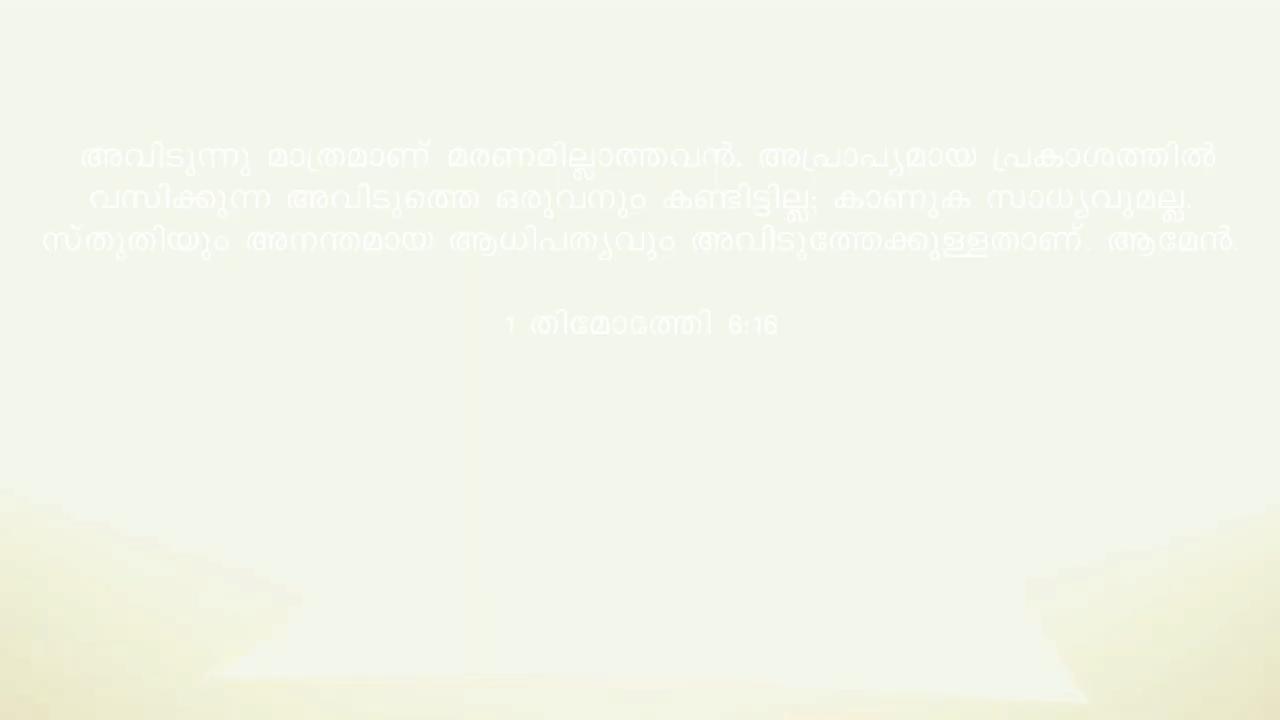 അവിടുന്നു മാത്രമാണ് മരണമില്ലാത്തവൻ. അപ്രാപ്യമായ പ്രകാശത്തിൽ
വസിക്കുന്ന അവിടുത്തെ ഒരുവനും കണ്ടിട്ടില്ല; കാണുക സാധ്യവുമല്ല.
സ്തുതിയും അനന്തമായ ആധിപത്യവും അവിടുത്തേക്കുള്ളതാണ്. ആമേൻ.
1 തിമോത്തേി 6:16